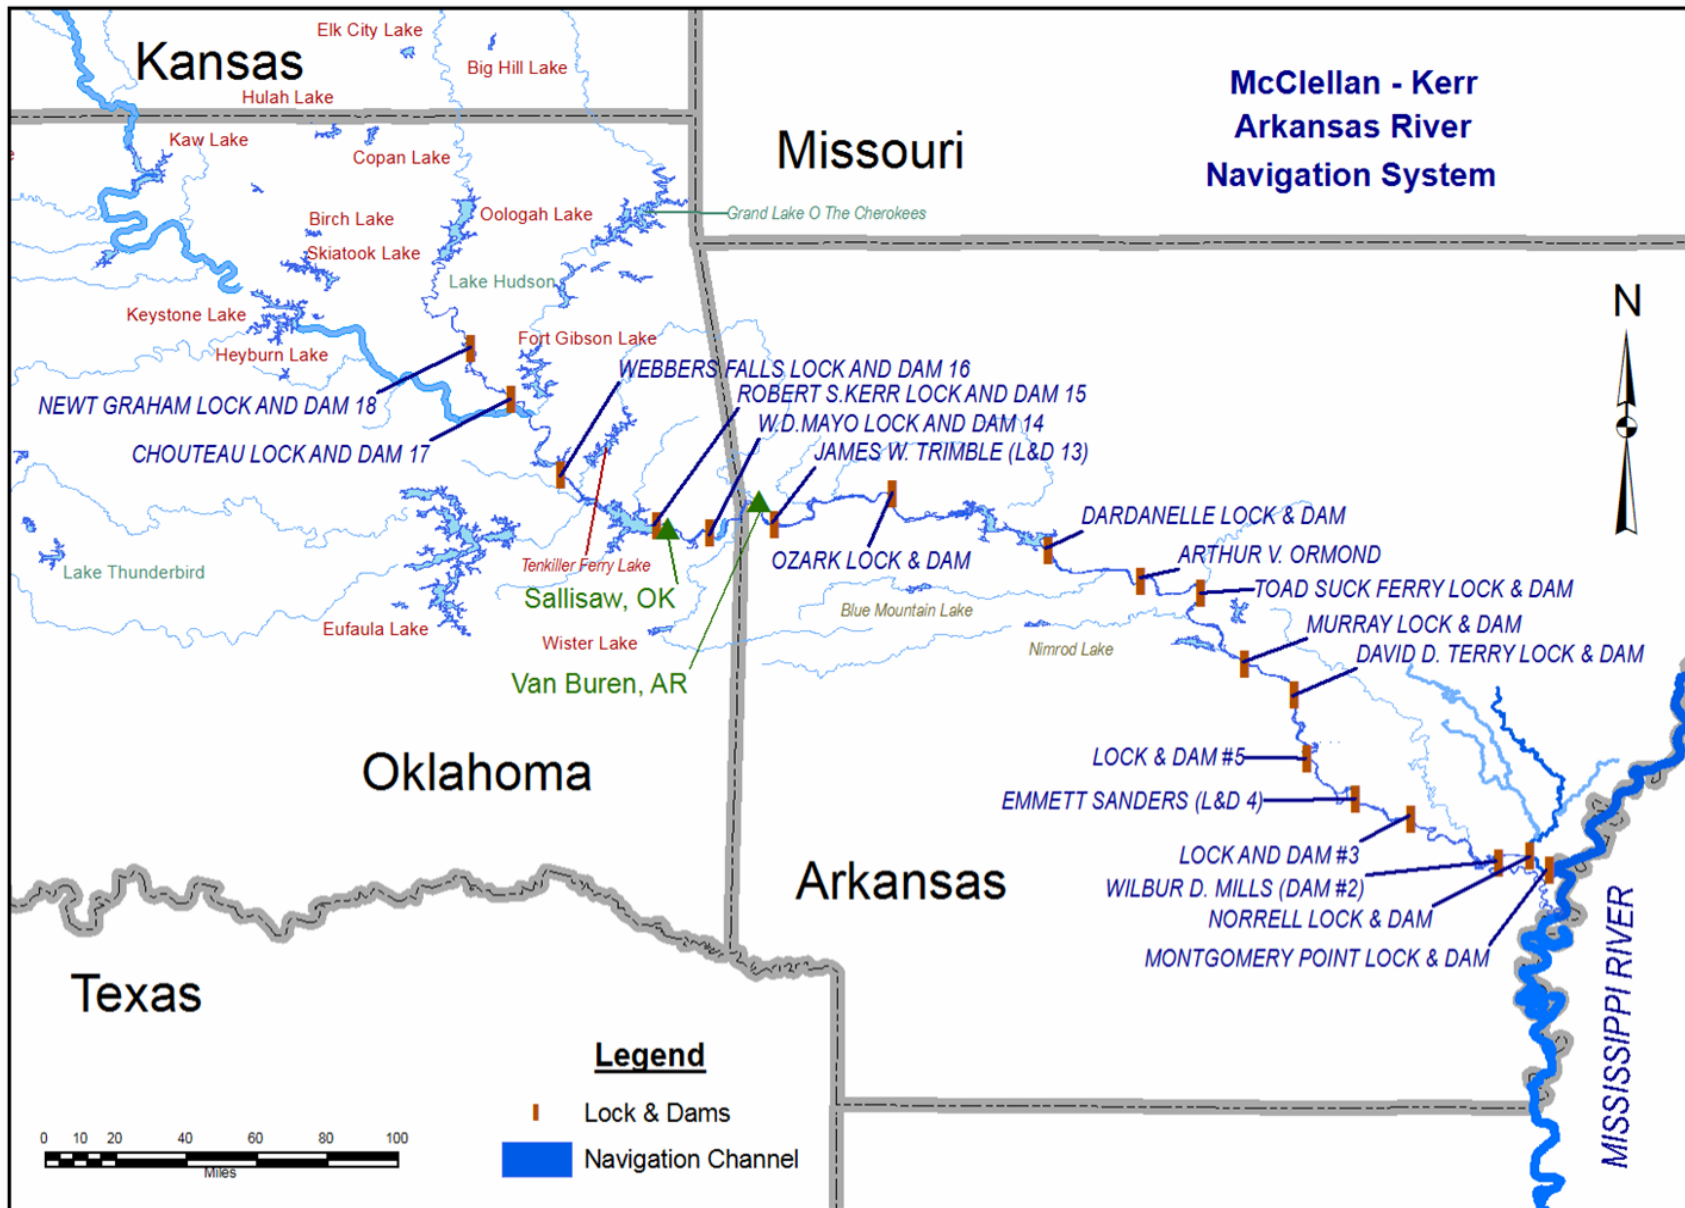 Elk City Lake
Kansas
Big Hill Lake
McClellan - Kerr
Arkansas River
Navigation System
Hulah Lake
Kaw Lake
Copan Lake
Missouri
Birch Lake
Oologah Lake
Grand Lake O The Cherokees
Skiatook Lake
Lake Hudson
N
Keystone Lake
Fort Gibson Lake
Heyburn Lake
WEBBERS FALLS LOCK AND DAM 16
ROBERT S.KERR LOCK AND DAM 15
NEWT GRAHAM LOCK AND DAM 18
W.D.MAYO LOCK AND DAM 14
CHOUTEAU LOCK AND DAM 17
JAMES W. TRIMBLE (L&D 13)
DARDANELLE LOCK & DAM
ARTHUR V. ORMOND
OZARK LOCK & DAM
Lake Thunderbird
Tenkiller Ferry Lake
TOAD SUCK FERRY LOCK & DAM
Sallisaw, OK
Blue Mountain Lake
Eufaula Lake
Wister Lake
MURRAY LOCK & DAM
Nimrod Lake
DAVID D. TERRY LOCK & DAM
Van Buren, AR
Oklahoma
LOCK & DAM #5
EMMETT SANDERS (L&D 4)
LOCK AND DAM #3
Arkansas
WILBUR D. MILLS (DAM #2)
NORRELL LOCK & DAM
MONTGOMERY POINT LOCK & DAM
MISSISSIPPI RIVER
Texas
Legend
Lock & Dams
Navigation Channel
0 10 20 40 60 80 100
Miles